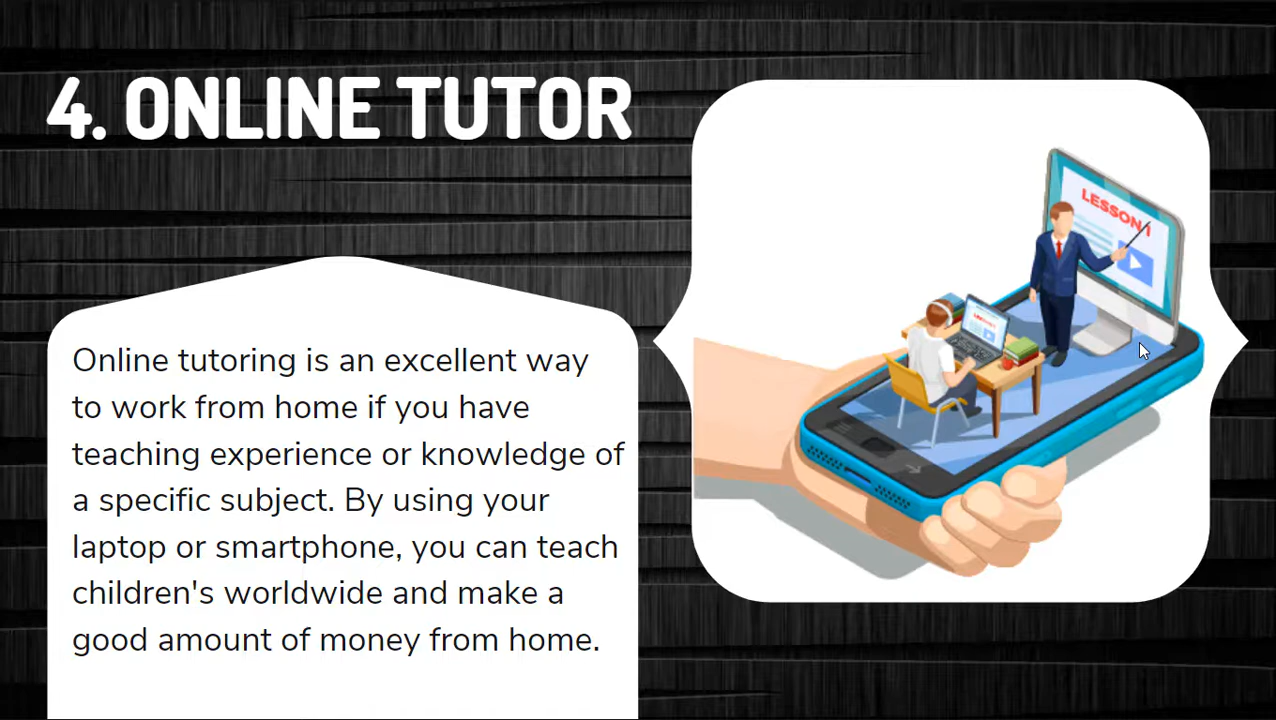 4. ONLINE TUTOR
Online tutoring is an excellent way
to work from home if you have
teaching experience or knowledge of
a specific subject. By using your
laptop or smartphone, you can teach
children's worldwide and make a
good amount of money from home.
LESSON 1